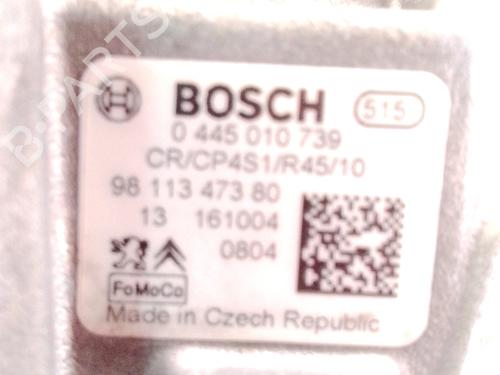 B-PARTS
BOSCH 515
0 445 010 739
CR/CP4S1/R45/10
98 113 473 80
13 161004
0804
FoMoCo
Made in Czech Republic